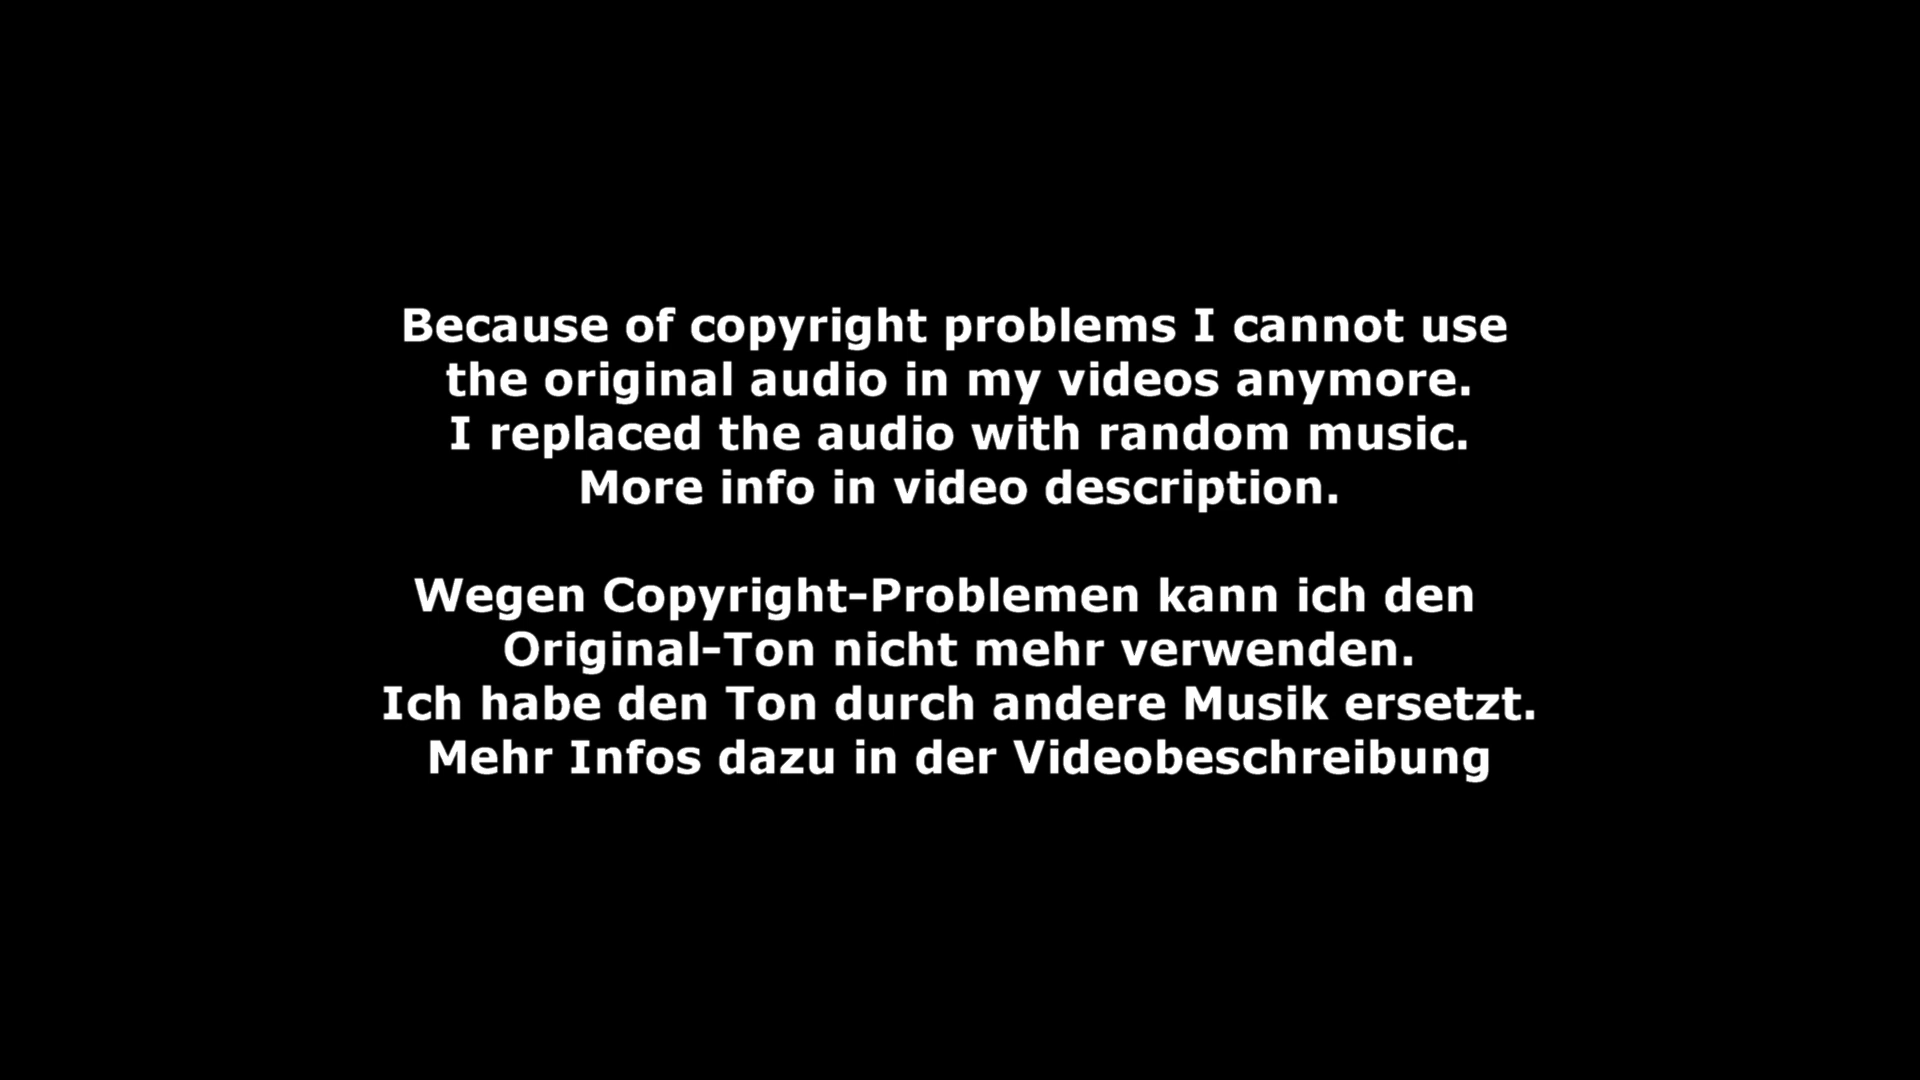 Because of copyright problems I cannot use
the original audio in my videos anymore.
I replaced the audio with random music.
More info in video description.
Wegen Copyright-Problemen kann ich den
Original-Ton nicht mehr verwenden.
Ich habe den Ton durch andere Musik ersetzt.
Mehr Infos dazu in der Videobeschreibung